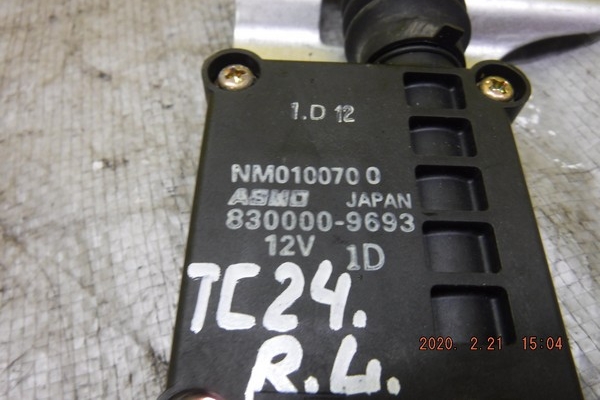 1.D 12
NM010070 0
ASMO JAPAN
830000-9693
12V 1D
TC24.
R.L.
2020. 2.21 15:04